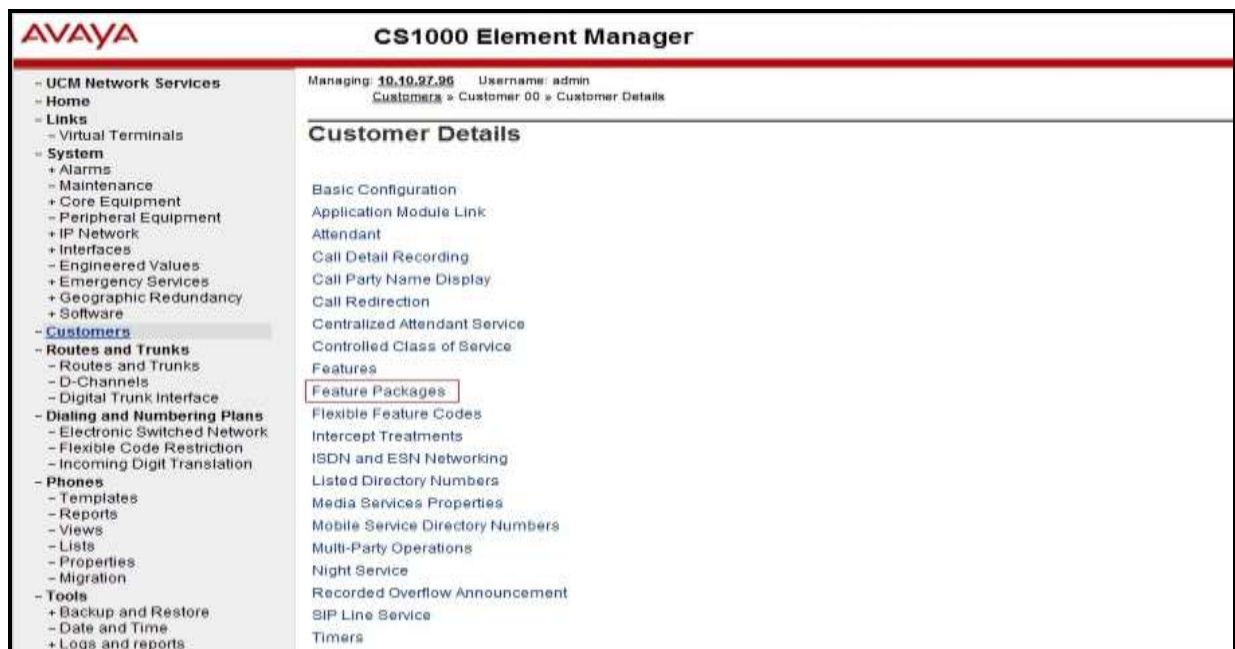 AVAYA
CS1000 Element Manager
- UCM Network Services
- Home
- Links
- Virtual Terminals
- System
+ Alarms
- Maintenance
+ Core Equipment
- Peripheral Equipment
+ IP Network
+ Interfaces
- Engineered Values
+ Emergency Services
+ Geographic Redundancy
+ Software
- Customers
- Routes and Trunks
- Routes and Trunks
- D-Channels
- Digital Trunk Interface
- Dialing and Numbering Plans
- Electronic Switched Network
- Flexible Code Restriction
- Incoming Digit Translation
- Phones
- Templates
- Reports
- Views
- Lists
- Properties
- Migration
- Tools
+ Backup and Restore
- Date and Time
+ Logs and reports
Managing: 10.10.97.96 Username: admin
Customers » Customer 00 » Customer Details
Customer Details
Basic Configuration
Application Module Link
Attendant
Call Detail Recording
Call Party Name Display
Call Redirection
Centralized Attendant Service
Controlled Class of Service
Features
Feature Packages
Flexible Feature Codes
Intercept Treatments
ISDN and ESN Networking
Listed Directory Numbers
Media Services Properties
Mobile Service Directory Numbers
Multi-Party Operations
Night Service
Recorded Overflow Announcement
SIP Line Service
Timers